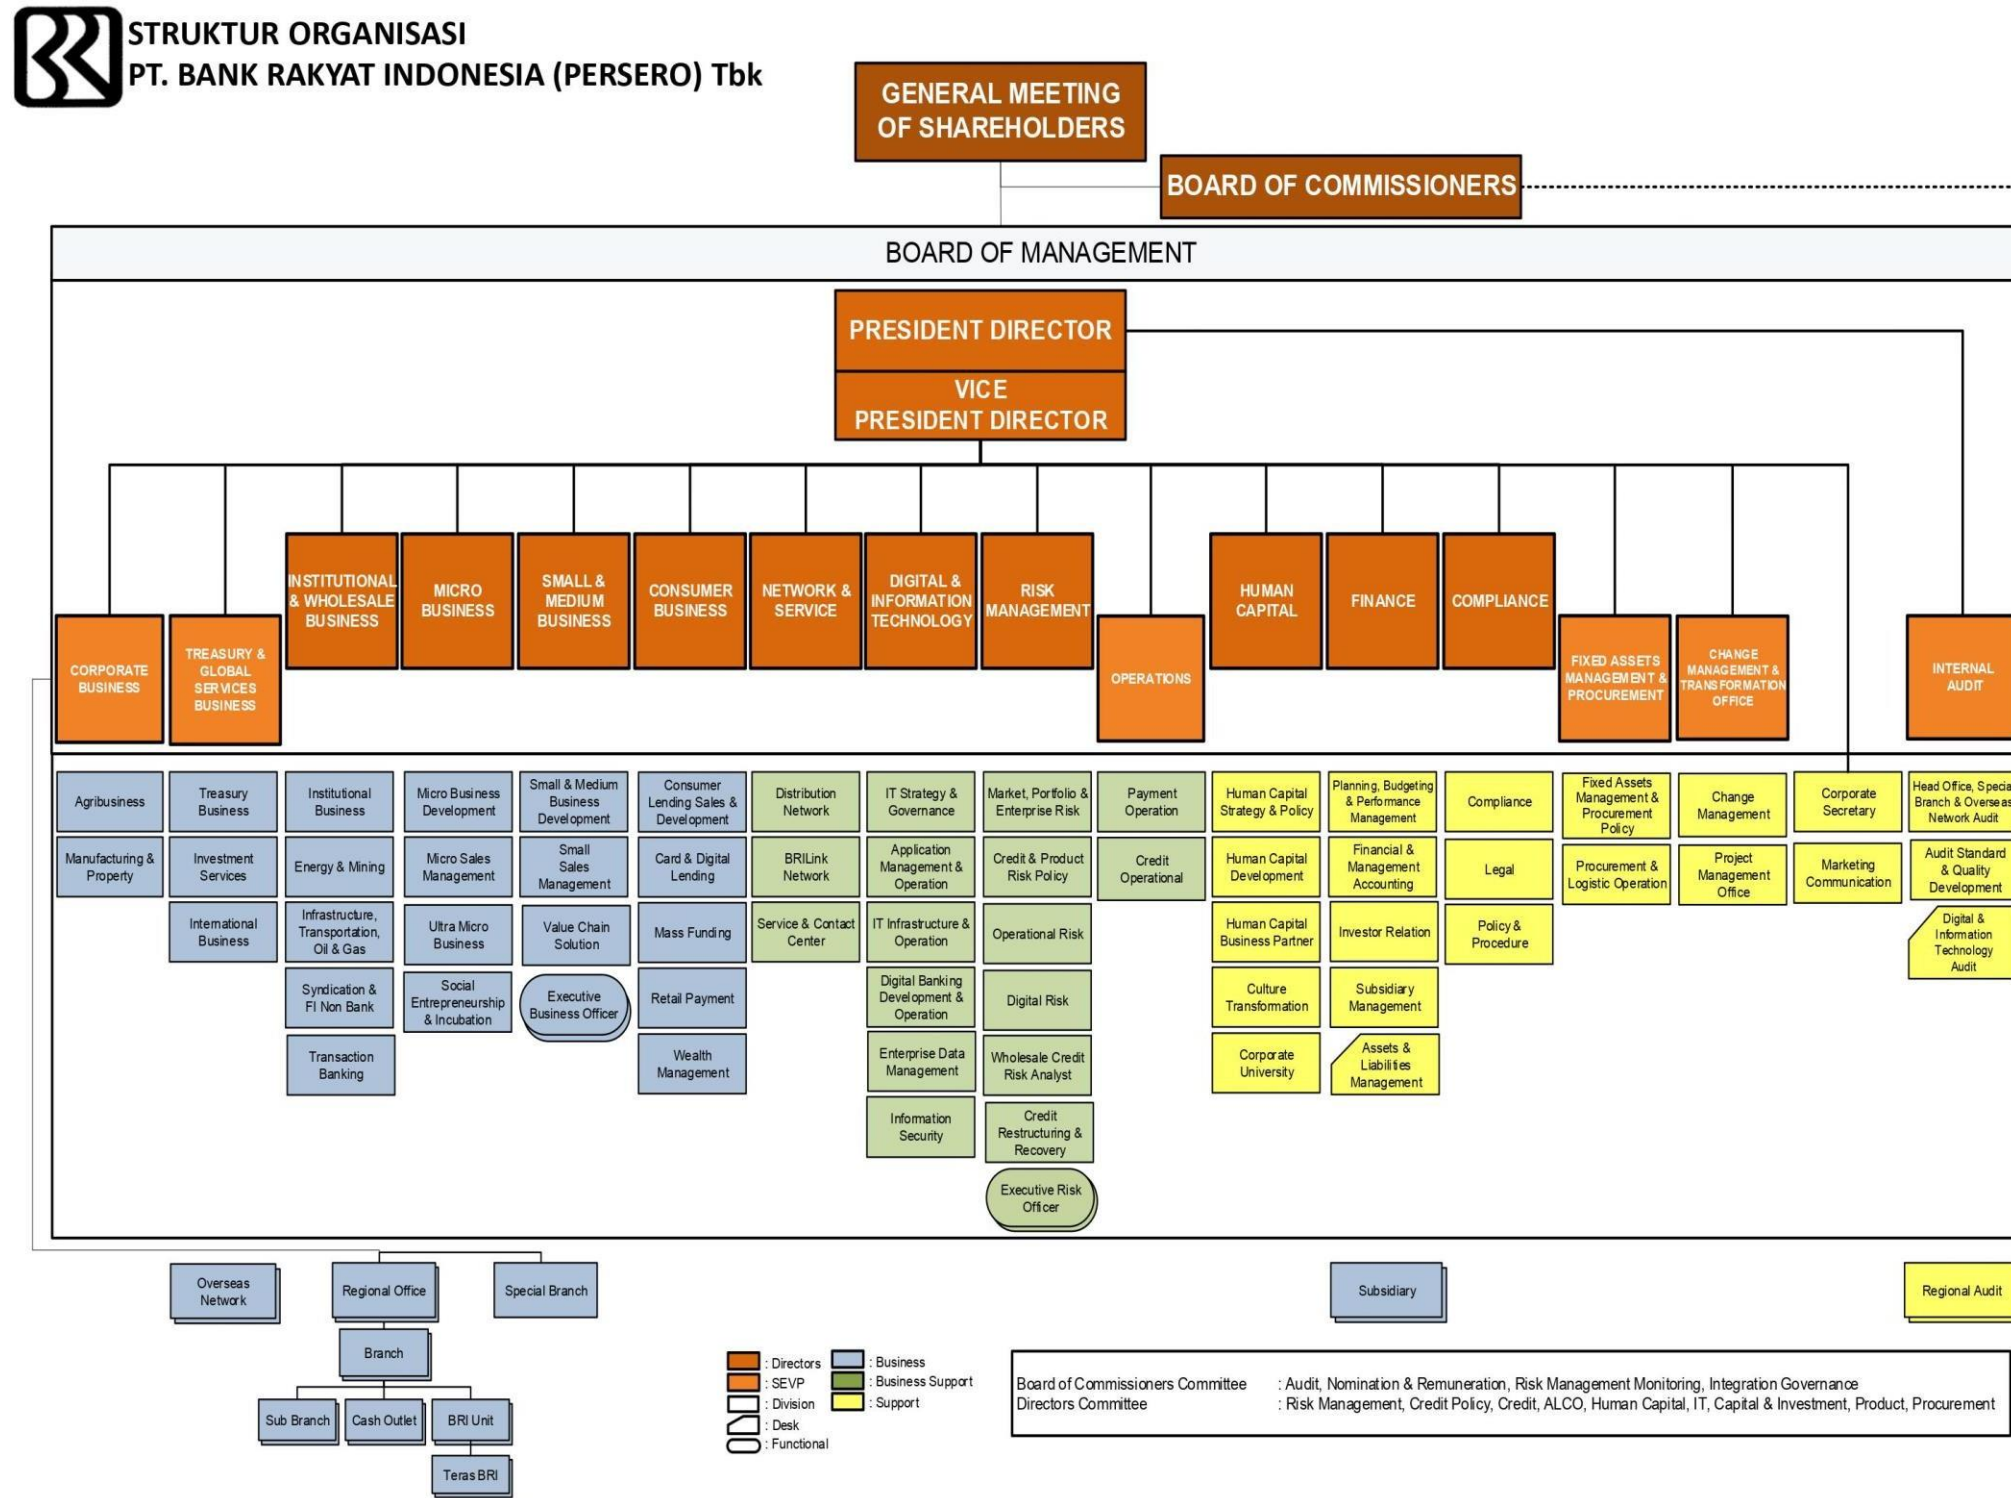 STRUKTUR ORGANISASI
PT. BANK RAKYAT INDONESIA (PERSERO) Tbk
GENERAL MEETING
OF SHAREHOLDERS
BOARD OF COMMISSIONERS
BOARD OF MANAGEMENT
PRESIDENT DIRECTOR
VICE
PRESIDENT DIRECTOR
CORPORATE
BUSINESS
TREASURY &
GLOBAL
SERVICES
BUSINESS
INSTITUTIONAL
& WHOLESALE
BUSINESS
MICRO
BUSINESS
SMALL &
MEDIUM
BUSINESS
CONSUMER
BUSINESS
NETWORK &
SERVICE
DIGITAL &
INFORMATION
TECHNOLOGY
RISK
MANAGEMENT
OPERATIONS
HUMAN
CAPITAL
FINANCE
COMPLIANCE
FIXED ASSETS
MANAGEMENT &
PROCUREMENT
CHANGE
MANAGEMENT &
TRANSFORMATION
OFFICE
INTERNAL
AUDIT
Agribusiness
Manufacturing &
Property
Treasury
Business
Investment
Services
International
Business
Institutional
Business
Energy & Mining
Infrastructure,
Transportation,
Oil & Gas
Syndication &
FI Non Bank
Transaction
Banking
Micro Business
Development
Micro Sales
Management
Ultra Micro
Business
Social
Entrepreneurship
& Incubation
Small & Medium
Business
Development
Small
Sales
Management
Value Chain
Solution
Executive
Business Officer
Consumer
Lending Sales &
Development
Card & Digital
Lending
Mass Funding
Retail Payment
Wealth
Management
Distribution
Network
BRILink
Network
Service & Contact
Center
IT Strategy &
Governance
Application
Management &
Operation
IT Infrastructure &
Operation
Digital Banking
Development &
Operation
Enterprise Data
Management
Information
Security
Market, Portfolio &
Enterprise Risk
Credit & Product
Risk Policy
Operational Risk
Digital Risk
Wholesale Credit
Risk Analyst
Credit
Restructuring &
Recovery
Executive Risk
Officer
Payment
Operation
Credit
Operational
Human Capital
Strategy & Policy
Human Capital
Development
Human Capital
Business Partner
Culture
Transformation
Corporate
University
Planning, Budgeting
& Performance
Management
Financial &
Management
Accounting
Investor Relation
Subsidiary
Management
Assets &
Liabilities
Management
Compliance
Legal
Policy &
Procedure
Fixed Assets
Management &
Procurement
Policy
Procurement &
Logistic Operation
Change
Management
Project
Management
Office
Corporate
Secretary
Marketing
Communication
Head Office, Specia
Branch & Overseas
Network Audit
Audit Standard
& Quality
Development
Digital &
Information
Technology
Audit
Overseas
Network
Regional Office
Special Branch
Branch
Sub Branch
Cash Outlet
BRI Unit
Teras BRI
Subsidiary
Regional Audit
: Directors
: SEVP
: Division
: Desk
: Functional
: Business
: Business Support
: Support
Board of Commissioners Committee : Audit, Nomination & Remuneration, Risk Management Monitoring, Integration Governance
Directors Committee : Risk Management, Credit Policy, Credit, ALCO, Human Capital, IT, Capital & Investment, Product, Procurement